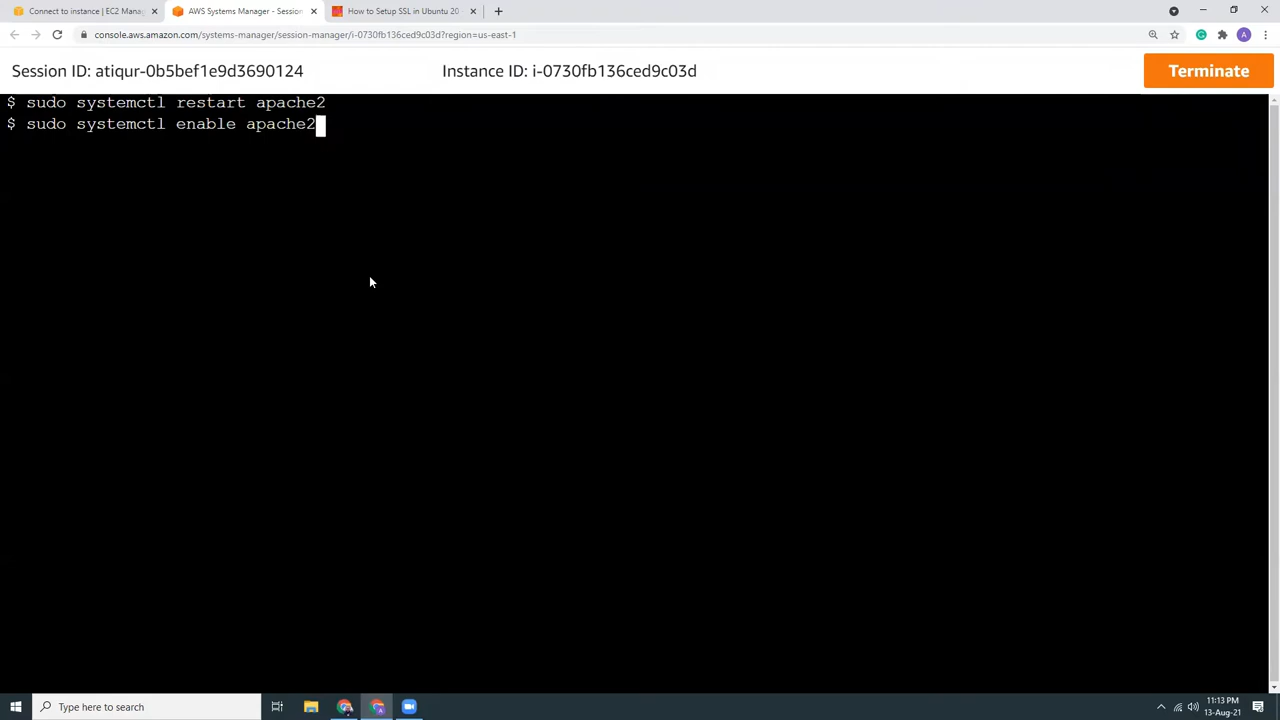 Connect to instance | EC2 Mana
AWS Systems Manager - Session
How to Setup SSL in Ubuntu 20
console.aws.amazon.com/systems-manager/session-manager/i-0730fb136ced9c03d?region=us-east-1
A
Session ID: atiqur-0b5bef1e9d3690124
Instance ID: i-0730fb136ced9c03d
Terminate
$ sudo systemctl restart apache2
$ sudo systemctl enable apache2
Type here to search
11:13 PM
13-Aug-21